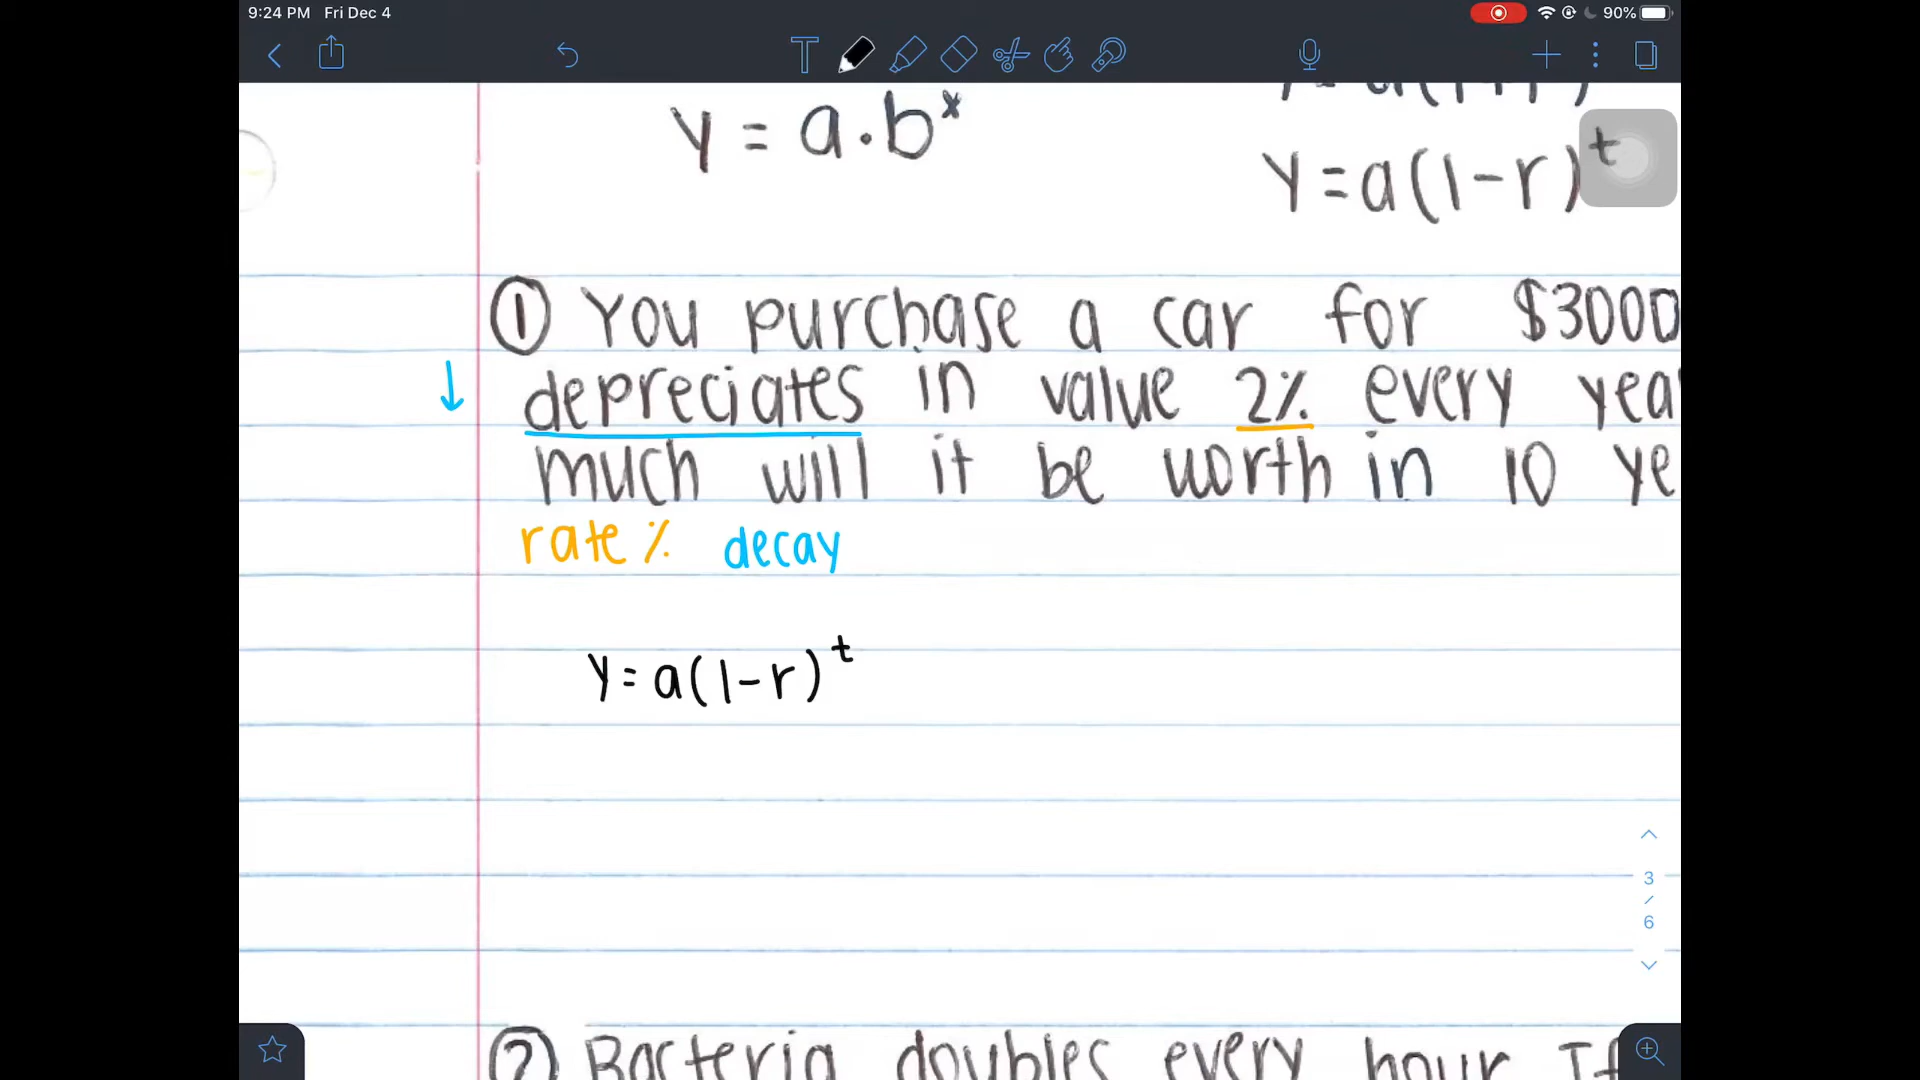 9:24 PM Fri Dec 4
90%
y = a·b^x
y=a(1-r)^t
① You purchase a car for $3000
depreciates in value 2% every yea
↓
much will it be worth in 10 ye
rate % decay
y=a(1-r)^t
3
/
6
② Bacteria doubles every hour If